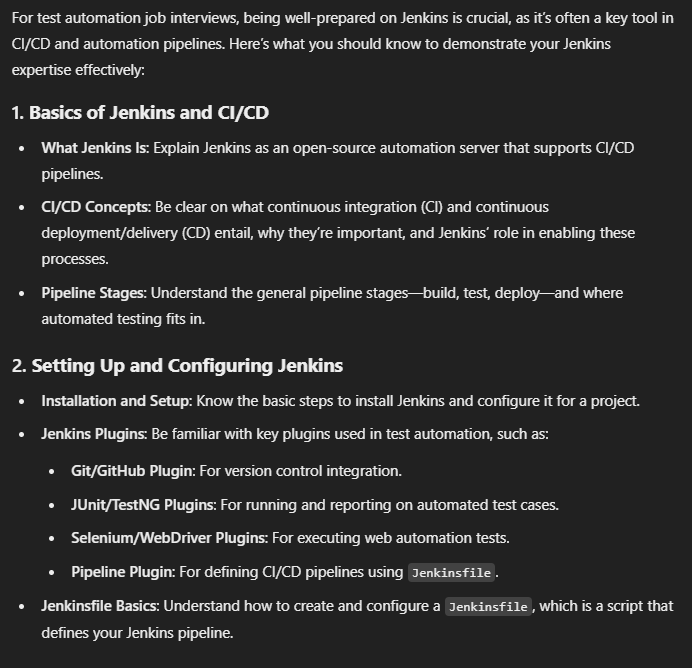 For test automation job interviews, being well-prepared on Jenkins is crucial, as it's often a key tool in
CI/CD and automation pipelines. Here's what you should know to demonstrate your Jenkins
expertise effectively:
1. Basics of Jenkins and CI/CD
• What Jenkins Is: Explain Jenkins as an open-source automation server that supports CI/CD
pipelines.
• CI/CD Concepts: Be clear on what continuous integration (CI) and continuous
deployment/delivery (CD) entail, why they're important, and Jenkins' role in enabling these
processes.
• Pipeline Stages: Understand the general pipeline stages—build, test, deploy—and where
automated testing fits in.
2. Setting Up and Configuring Jenkins
• Installation and Setup: Know the basic steps to install Jenkins and configure it for a project.
• Jenkins Plugins: Be familiar with key plugins used in test automation, such as:
• Git/GitHub Plugin: For version control integration.
• JUnit/TestNG Plugins: For running and reporting on automated test cases.
• Selenium/WebDriver Plugins: For executing web automation tests.
• Pipeline Plugin: For defining CI/CD pipelines using Jenkinsfile.
• Jenkinsfile Basics: Understand how to create and configure a Jenkinsfile, which is a script that
defines your Jenkins pipeline.